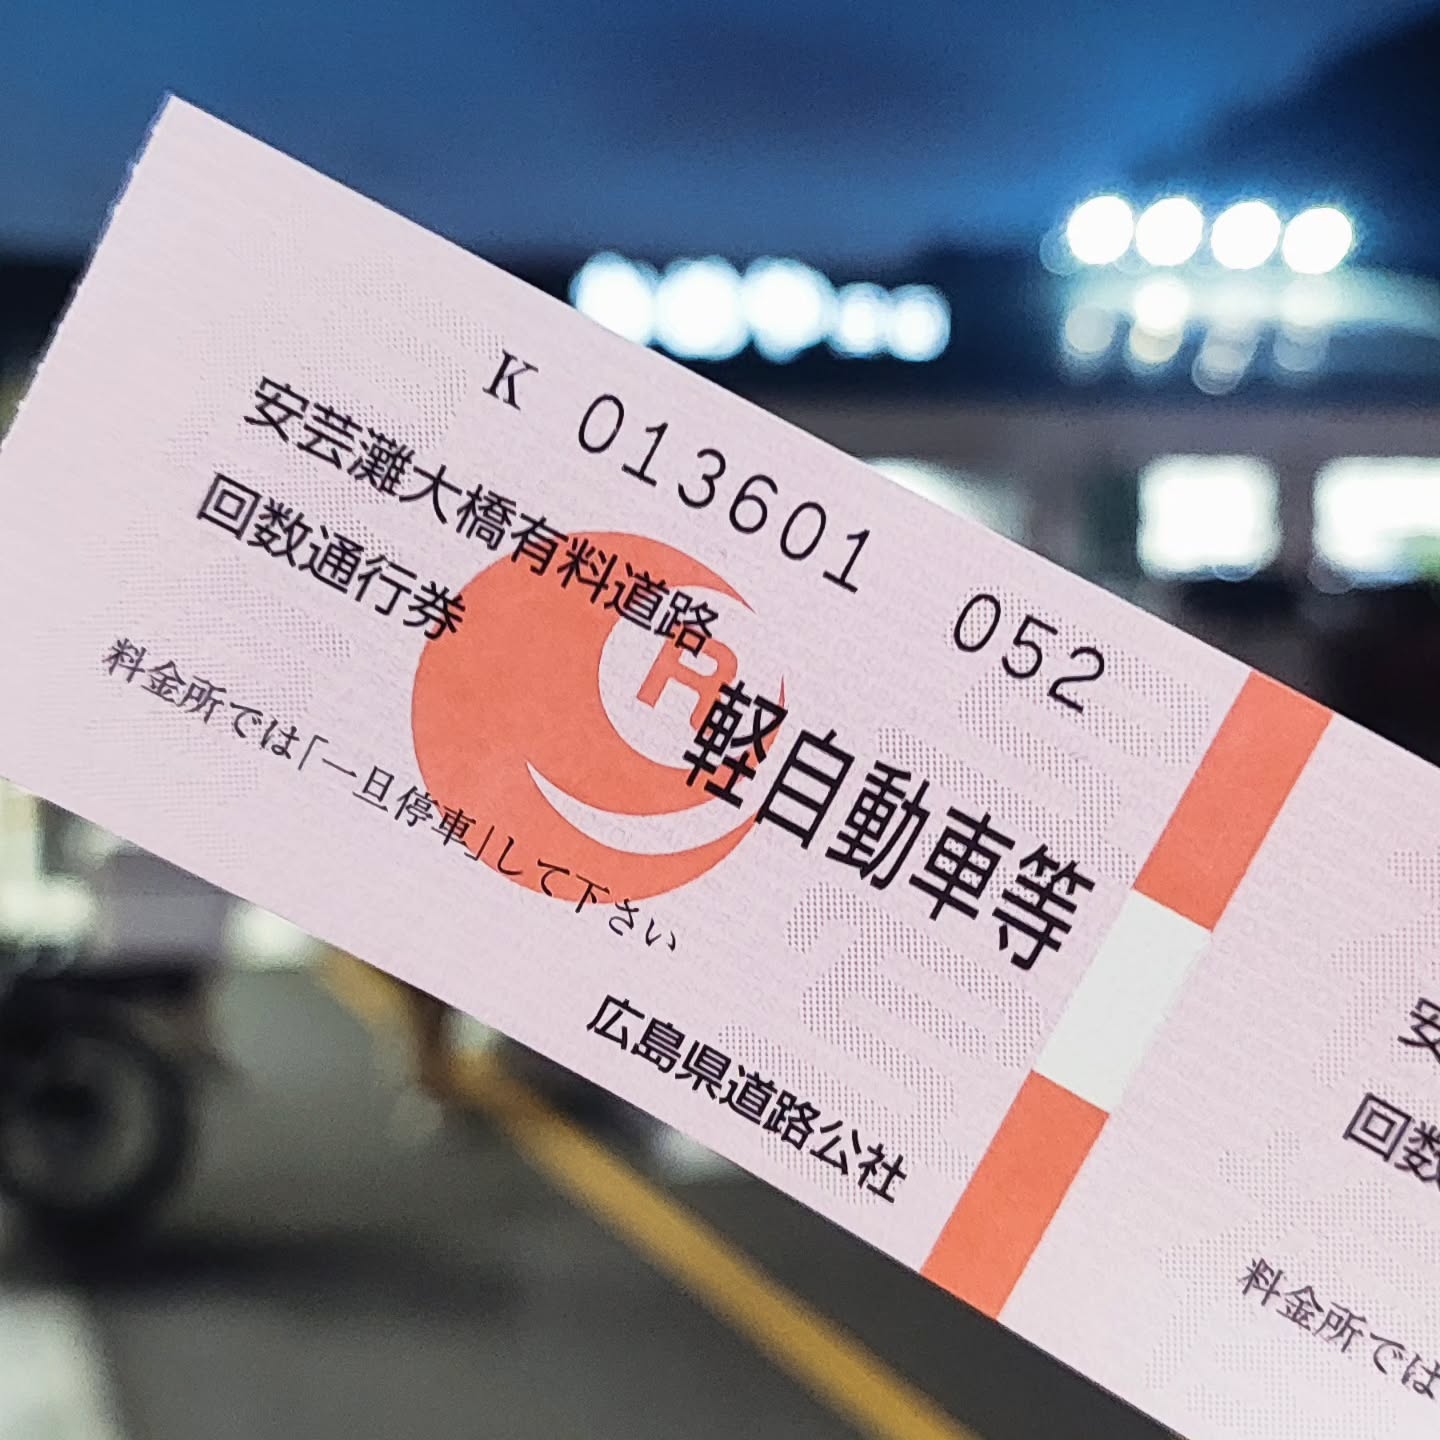 K 013601 052
安芸灘大橋有料道路
回数通行券
R
軽自動車等
料金所では「一旦停車」して下さい
広島県道路公社
安
回数
料金所では